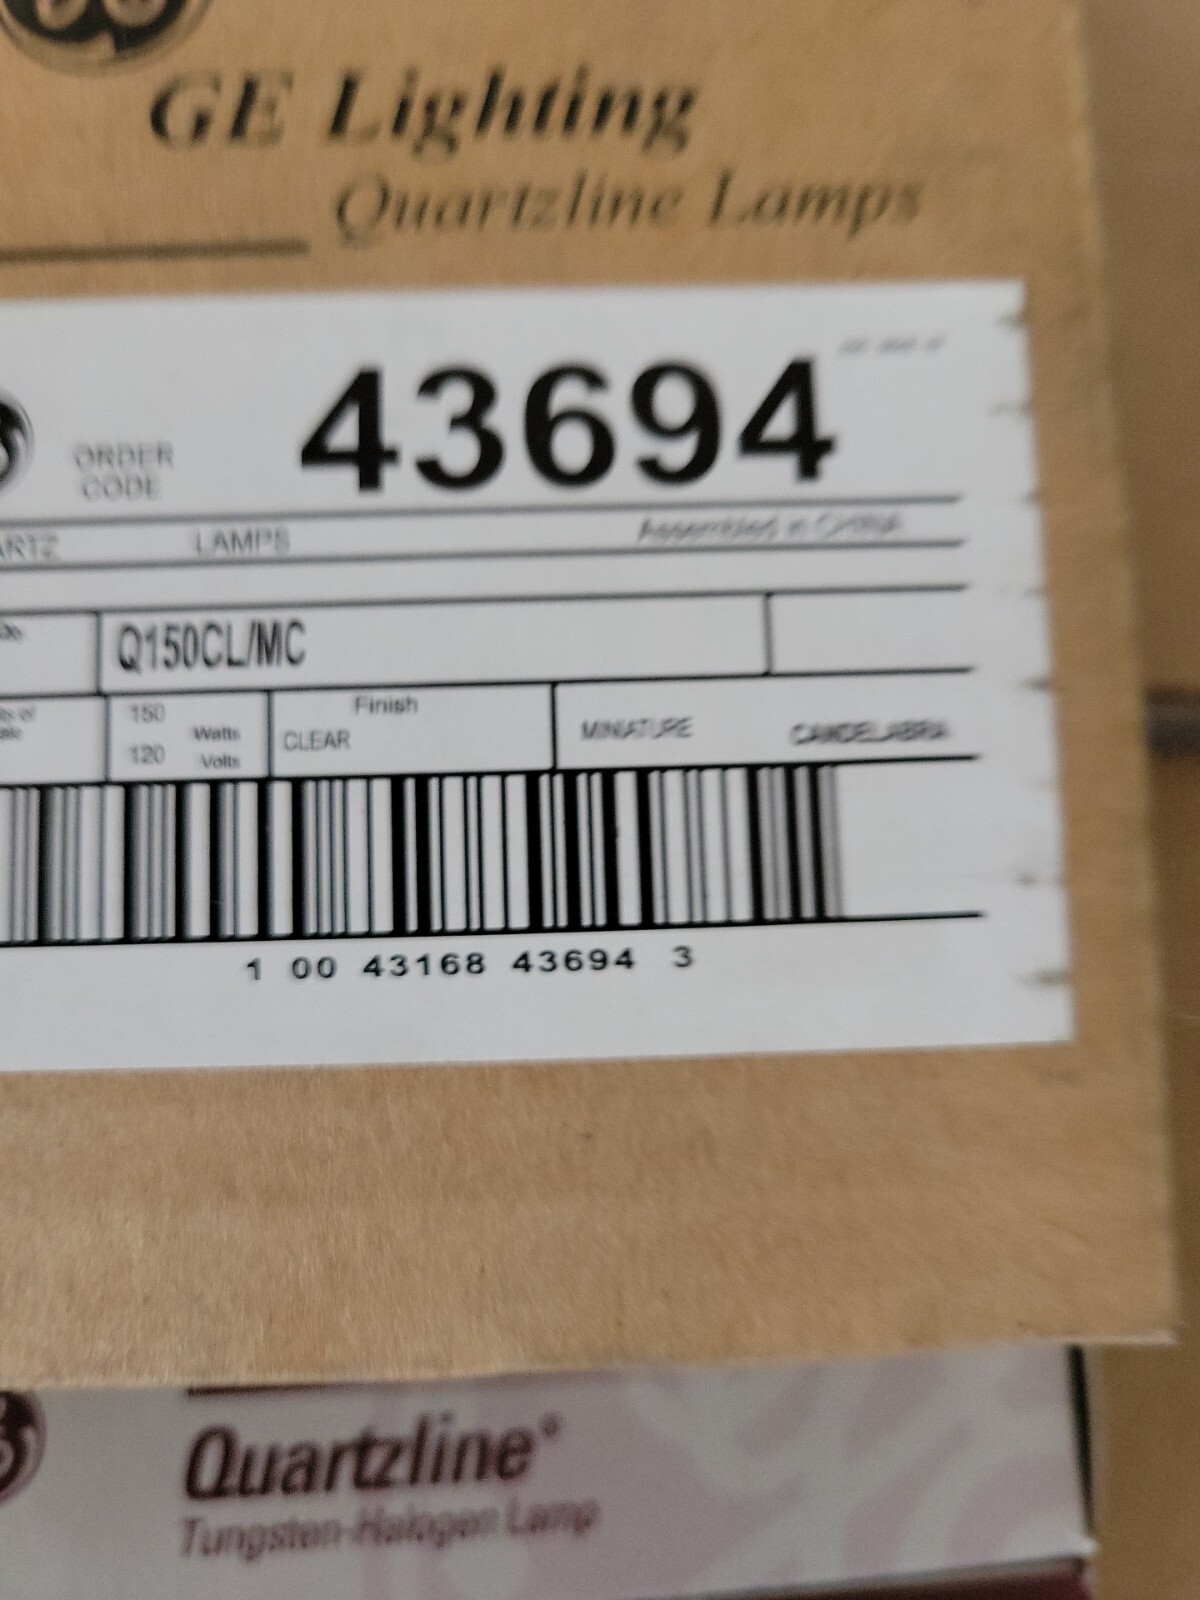 GE Lighting
Quartzline Lamps
ORDER
CODE
43694
ARTZ LAMPS Assembled in CHINA
Q150CL/MC
150 Watts
120 Volts
Finish
CLEAR
MINIATURE CANDELABRA
1 00 43168 43694 3
Quartzline®
Tungsten-Halogen Lamp